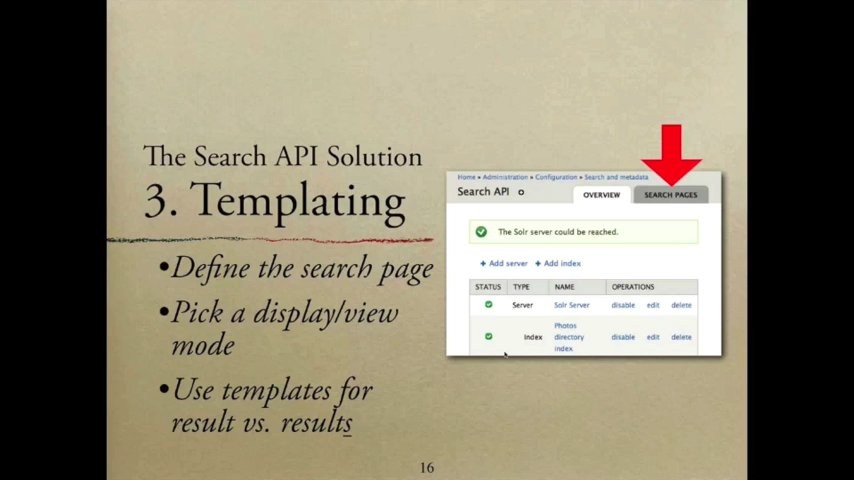 The Search API Solution
3. Templating
•Define the search page
•Pick a display/view
mode
•Use templates for
result vs. results
Home » Administration » Configuration » Search and metadata
Search API
OVERVIEW
SEARCH PAGES
The Solr server could be reached.
+ Add server + Add index
STATUS TYPE NAME OPERATIONS
Server Solr Server disable edit delete
Photos
Index directory disable edit delete
index
16